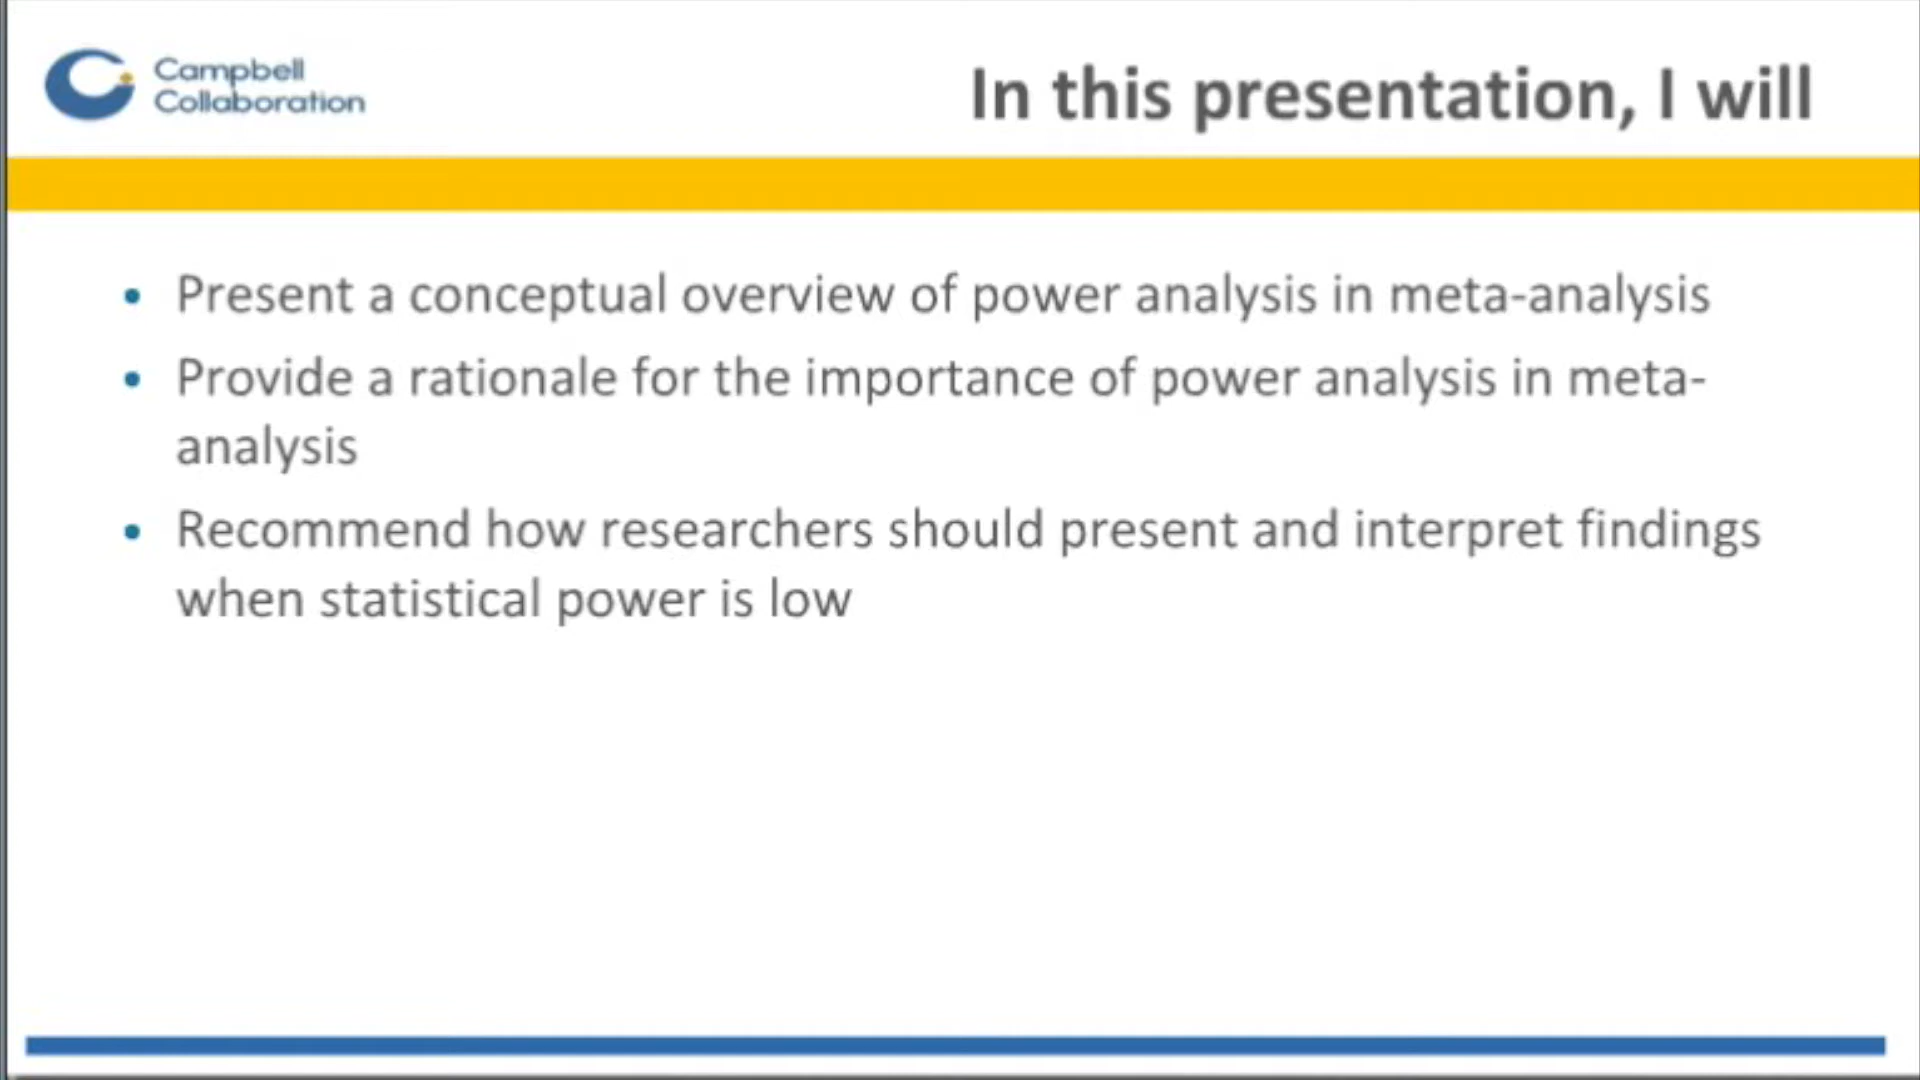 Campbell
Collaboration
In this presentation, I will
• Present a conceptual overview of power analysis in meta-analysis
• Provide a rationale for the importance of power analysis in meta-
analysis
• Recommend how researchers should present and interpret findings
when statistical power is low